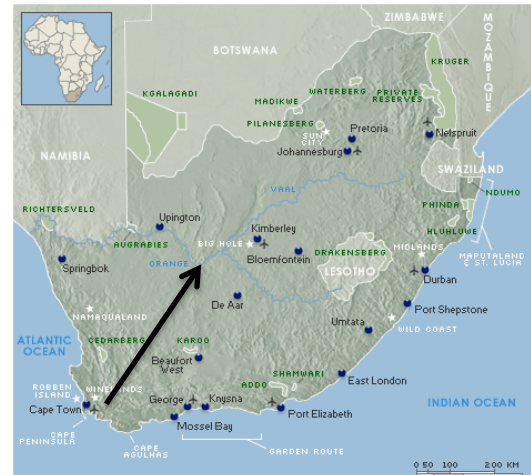 ZIMBABWE
MOZAMBIQUE
BOTSWANA
KRUGER
KGALAGADI
WATERBERG
PRIVATE
RESERVES
MADIKWE
PILANESBERG
SUN
CITY
Pretoria
Nelspruit
Johannesburg
NAMIBIA
SWAZILAND
VAAL
NDUMO
RICHTERSVELD
PHINDA
Upington
HLUHLUWE
AUGRABIES
BIG HOLE
Kimberley
MAPUTALAND
& ST. LUCIA
DRAKENSBERG
MIDLANDS
Springbok
ORANGE
Bloemfontein
LESOTHO
Durban
De Aar
Port Shepstone
NAMAQUALAND
WILD COAST
Umtata
ATLANTIC
OCEAN
CEDARBERG
KAROO
Beaufort
West
SHAMWARI
East London
ROBBEN
ISLAND
WINELANDS
ADDO
INDIAN OCEAN
Cape Town
George
Knysna
Port Elizabeth
CAPE
PENINSULA
Mossel Bay
CAPE
AGULHAS
GARDEN ROUTE
0 50 100 200 KM